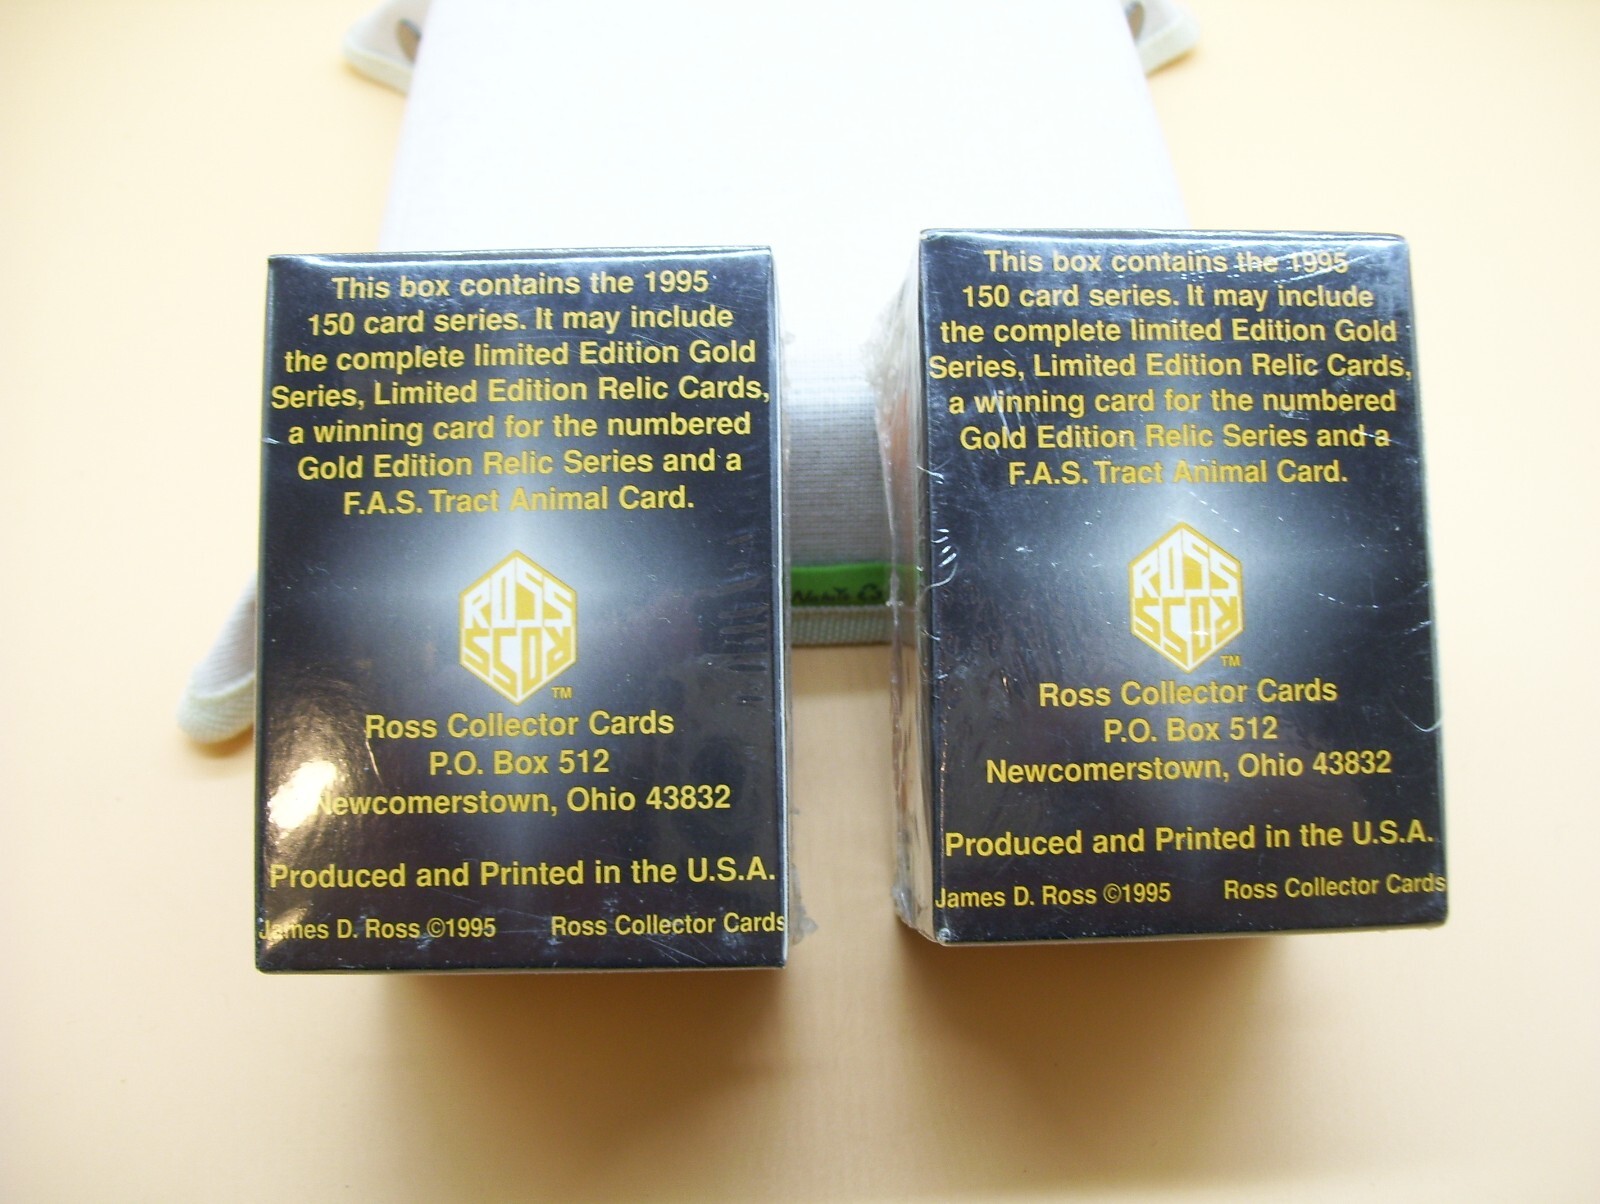 This box contains the 1995
150 card series. It may include
the complete limited Edition Gold
Series, Limited Edition Relic Cards,
a winning card for the numbered
Gold Edition Relic Series and a
F.A.S. Tract Animal Card.
ROSS
ROSS
TM
Ross Collector Cards
P.O. Box 512
Newcomerstown, Ohio 43832
Produced and Printed in the U.S.A.
James D. Ross ©1995 Ross Collector Cards
This box contains the 1995
150 card series. It may include
the complete limited Edition Gold
Series, Limited Edition Relic Cards,
a winning card for the numbered
Gold Edition Relic Series and a
F.A.S. Tract Animal Card.
ROSS
ROSS
TM
Ross Collector Cards
P.O. Box 512
Newcomerstown, Ohio 43832
Produced and Printed in the U.S.A.
James D. Ross ©1995 Ross Collector Cards